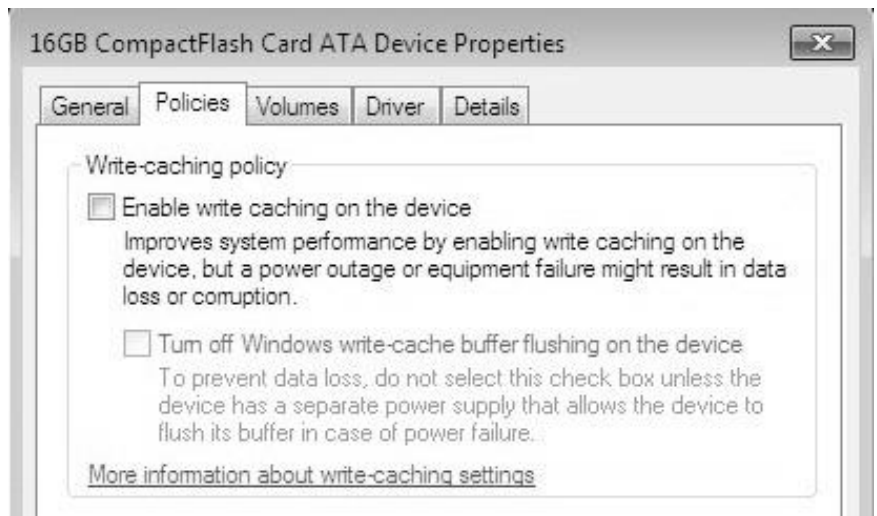 16GB CompactFlash Card ATA Device Properties
General Policies Volumes Driver Details
Write-caching policy
Enable write caching on the device
Improves system performance by enabling write caching on the
device, but a power outage or equipment failure might result in data
loss or corruption.
Turn off Windows write-cache buffer flushing on the device
To prevent data loss, do not select this check box unless the
device has a separate power supply that allows the device to
flush its buffer in case of power failure.
More information about write-caching settings